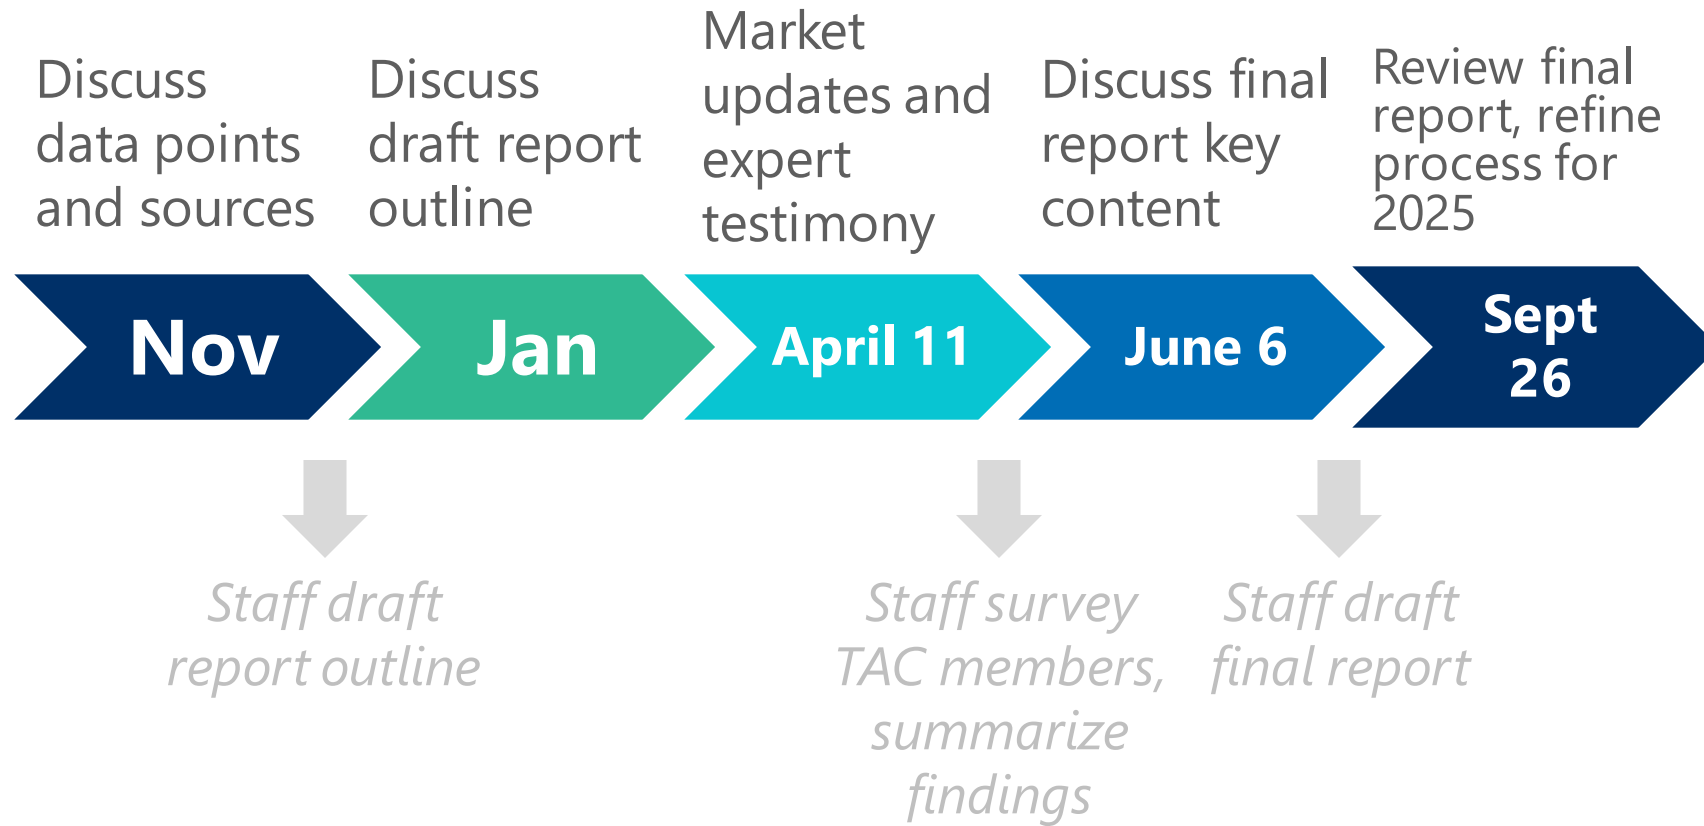 Discuss
data points
and sources
Discuss
draft report
outline
Market
updates and
expert
testimony
Discuss final
report key
content
Review final
report, refine
process for
2025
Nov
Jan
April 11
June 6
Sept
26
Staff draft
report outline
Staff survey
TAC members,
summarize
findings
Staff draft
final report